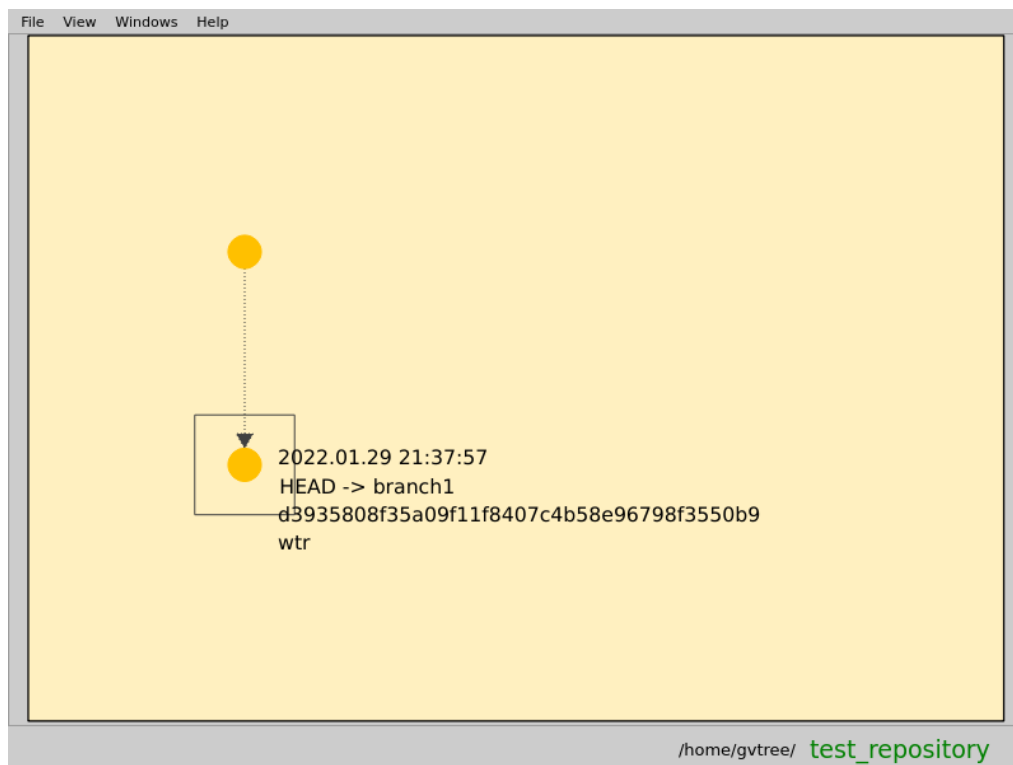 File View Windows Help
2022.01.29 21:37:57
HEAD -> branch1
d3935808f35a09f11f8407c4b58e96798f3550b9
wtr
/home/gvtree/ test_repository